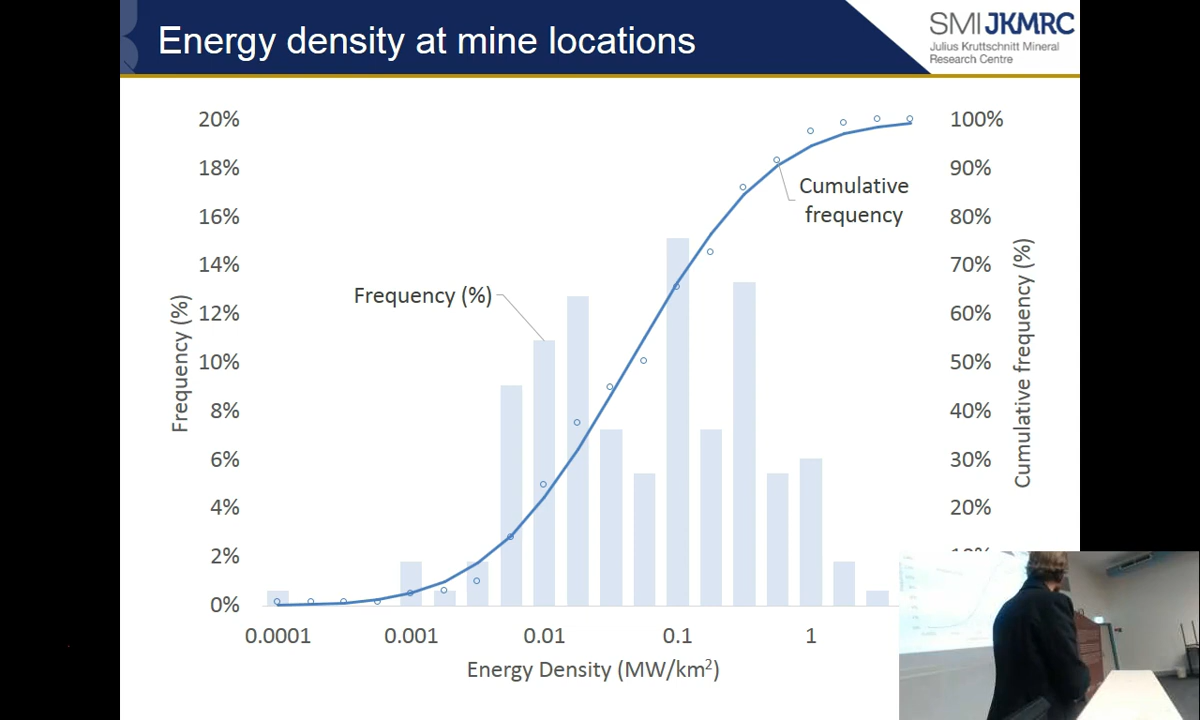 Energy density at mine locations
SMI JKMRC
Julius Kruttschnitt Mineral
Research Centre
20%
18%
16%
14%
12%
10%
8%
6%
4%
2%
0%
Frequency (%)
Frequency (%)
Cumulative
frequency
100%
90%
80%
70%
60%
50%
40%
30%
20%
10%
Cumulative frequency (%)
0.0001
0.001
0.01
0.1
1
Energy Density (MW/km²)